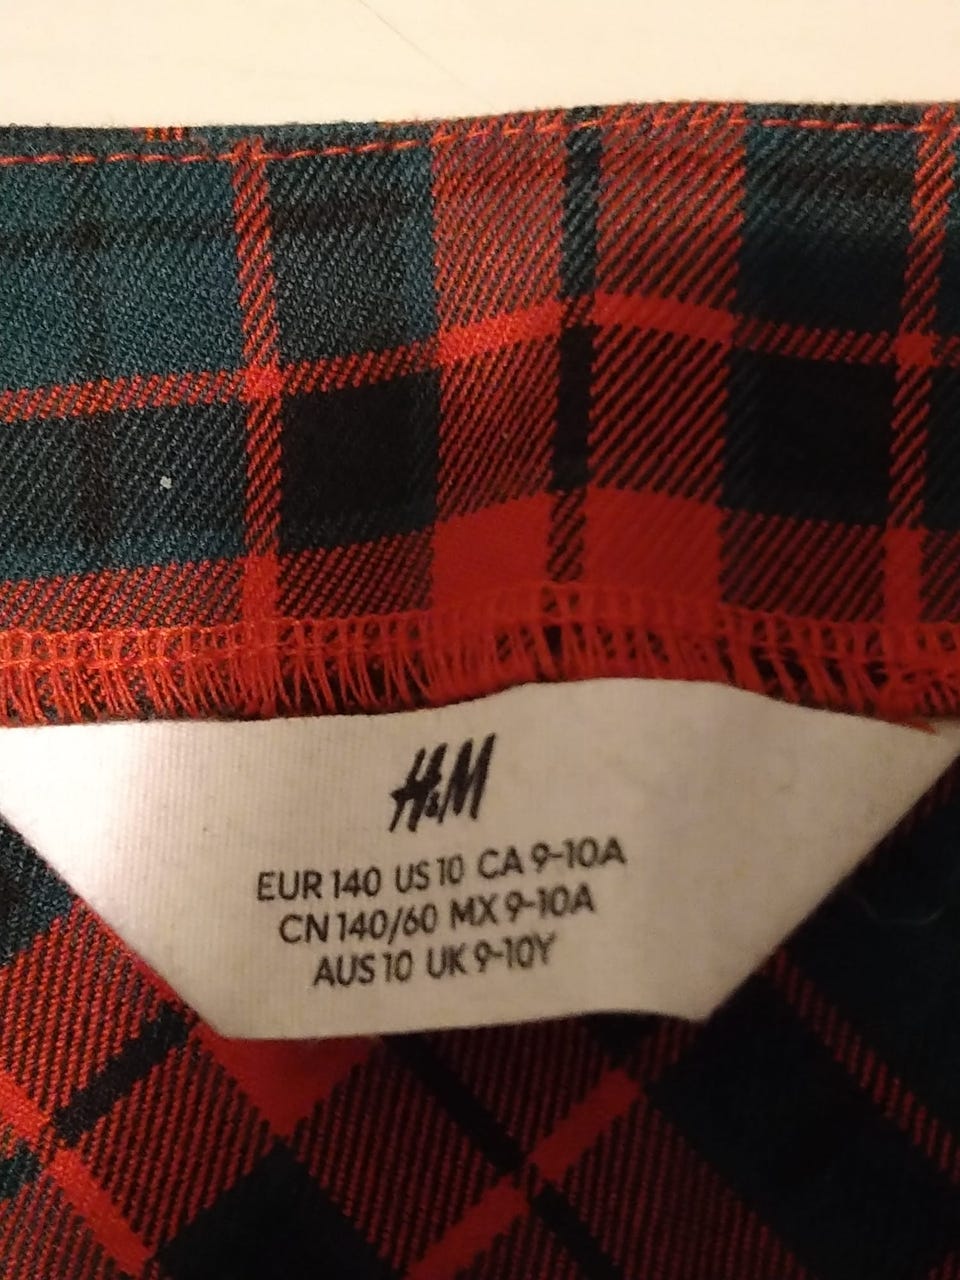 H&M
EUR 140 US 10 CA 9-10A
CN 140/60 MX 9-10A
AUS 10 UK 9-10Y